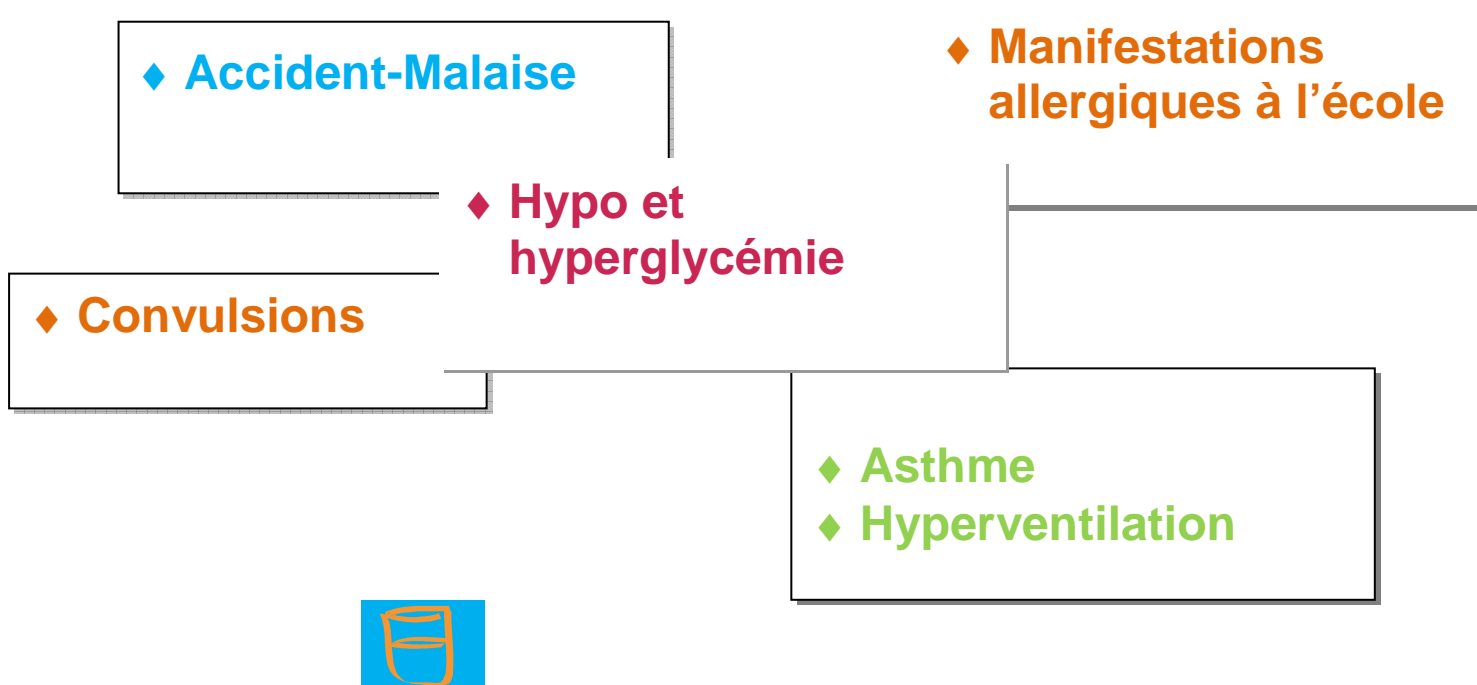 ♦ Accident-Malaise
♦ Manifestations
allergiques à l’école
♦ Hypo et
hyperglycémie
♦ Convulsions
♦ Asthme
♦ Hyperventilation